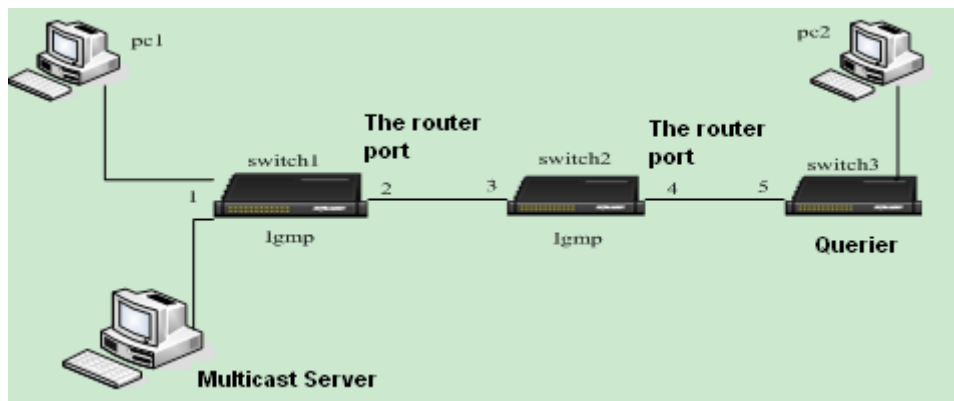 pc1
pc2
The router
port
The router
port
switch1
switch2
switch3
1
2
3
4
5
Igmp
Igmp
Querier
Multicast Server